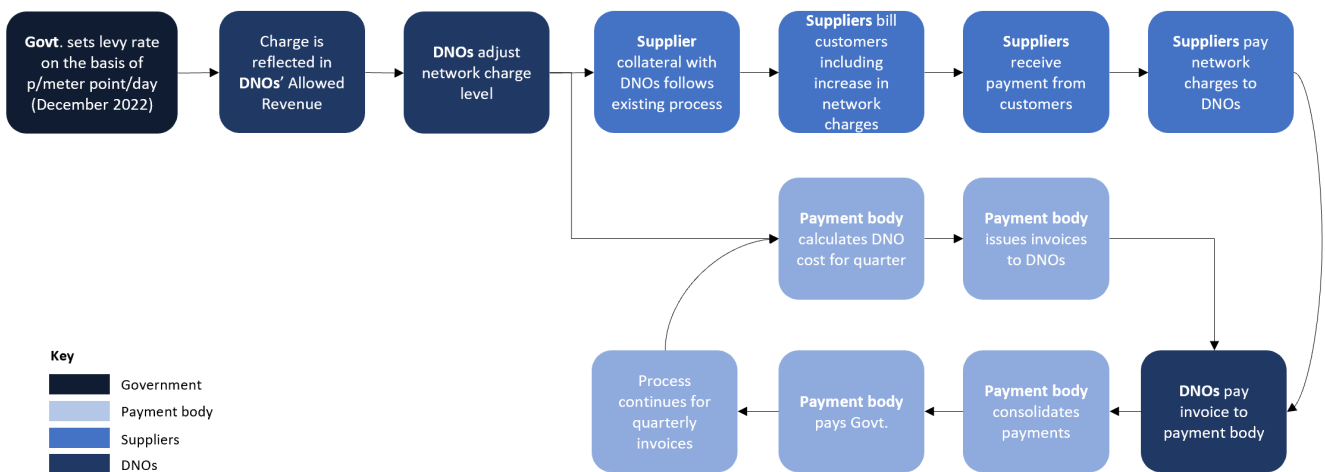 Govt. sets levy rate
on the basis of
p/meter point/day
(December 2022)
Charge is
reflected in
DNOs' Allowed
Revenue
DNOs adjust
network charge
level
Supplier
collateral with
DNOs follows
existing process
Suppliers bill
customers
including
increase in
network
charges
Suppliers
receive
payment from
customers
Suppliers pay
network
charges to
DNOs
Payment body
calculates DNO
cost for quarter
Payment body
issues invoices
to DNOs
Process
continues for
quarterly
invoices
Payment body
pays Govt.
Payment body
consolidates
payments
DNOs pay
invoice to
payment body
Key
Government
Payment body
Suppliers
DNOs